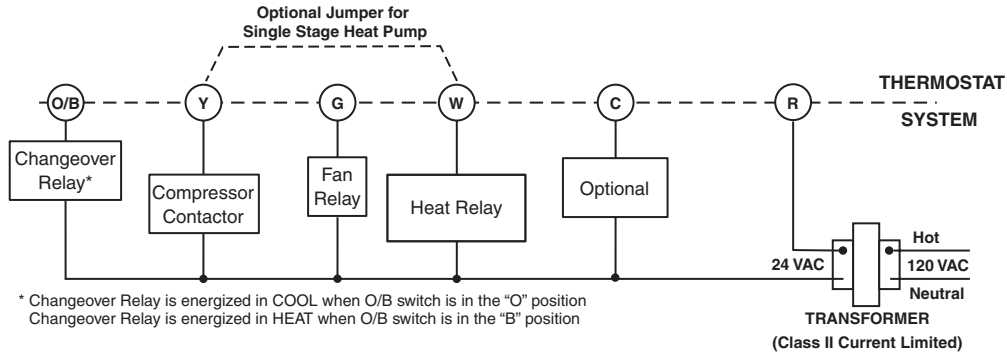 Optional Jumper for
Single Stage Heat Pump
O/B
Y
G
W
C
R
THERMOSTAT
SYSTEM
Changeover
Relay*
Compressor
Contactor
Fan
Relay
Heat Relay
Optional
24 VAC
Hot
120 VAC
Neutral
TRANSFORMER
(Class II Current Limited)
* Changeover Relay is energized in COOL when O/B switch is in the “O” position
Changeover Relay is energized in HEAT when O/B switch is in the “B” position